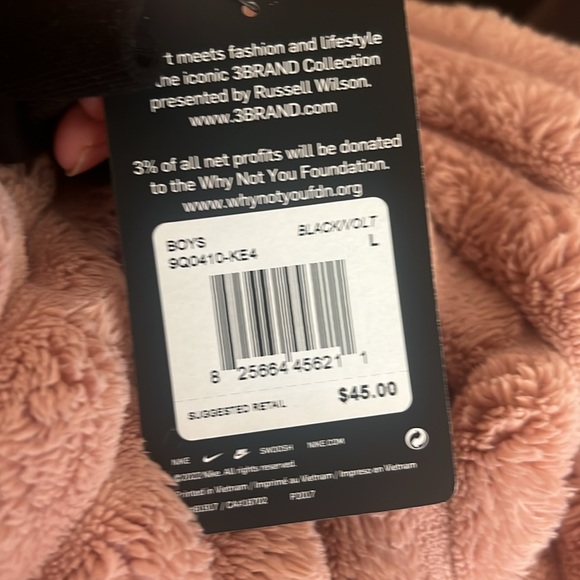 t meets fashion and lifestyle
the iconic 3BRAND Collection
presented by Russell Wilson.
www.3BRAND.com
3% of all net profits will be donated
to the Why Not You Foundation.
www.whynotyoufdn.org
BOYS BLACK/VOLT
9Q0410-KE4 L
8 25664 45621 1
SUGGESTED RETAIL $45.00
NIKE SWOOSH NIKE.COM
Nike. All rights reserved.
Printed in Vietnam / Imprimé au Vietnam / Impreso en Vietnam